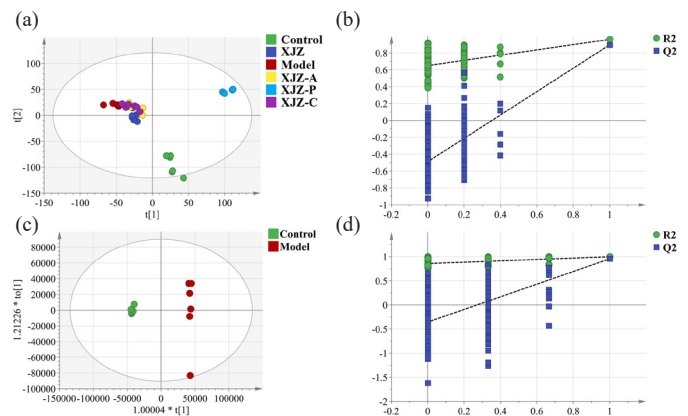 (a)
Control
XJZ
Model
XJZ-A
XJZ-P
XJZ-C
100
50
0
-50
-100
-150
t[2]
-150 -100 -50 0 50 100 150
t[1]
(b)
R2
Q2
0.8
0.6
0.4
0.2
0
-0.2
-0.4
-0.6
-0.8
-1
-0.2 0 0.2 0.4 0.6 0.8 1
(c)
Control
Model
80000
60000
40000
20000
0
-20000
-40000
-60000
-80000
-100000
1.21226 * to[1]
-150000 -100000 -50000 0 50000 100000 150000
1.00004 * t[1]
(d)
R2
Q2
1
0.5
0
-0.5
-1
-1.5
-2
-0.2 0 0.2 0.4 0.6 0.8 1